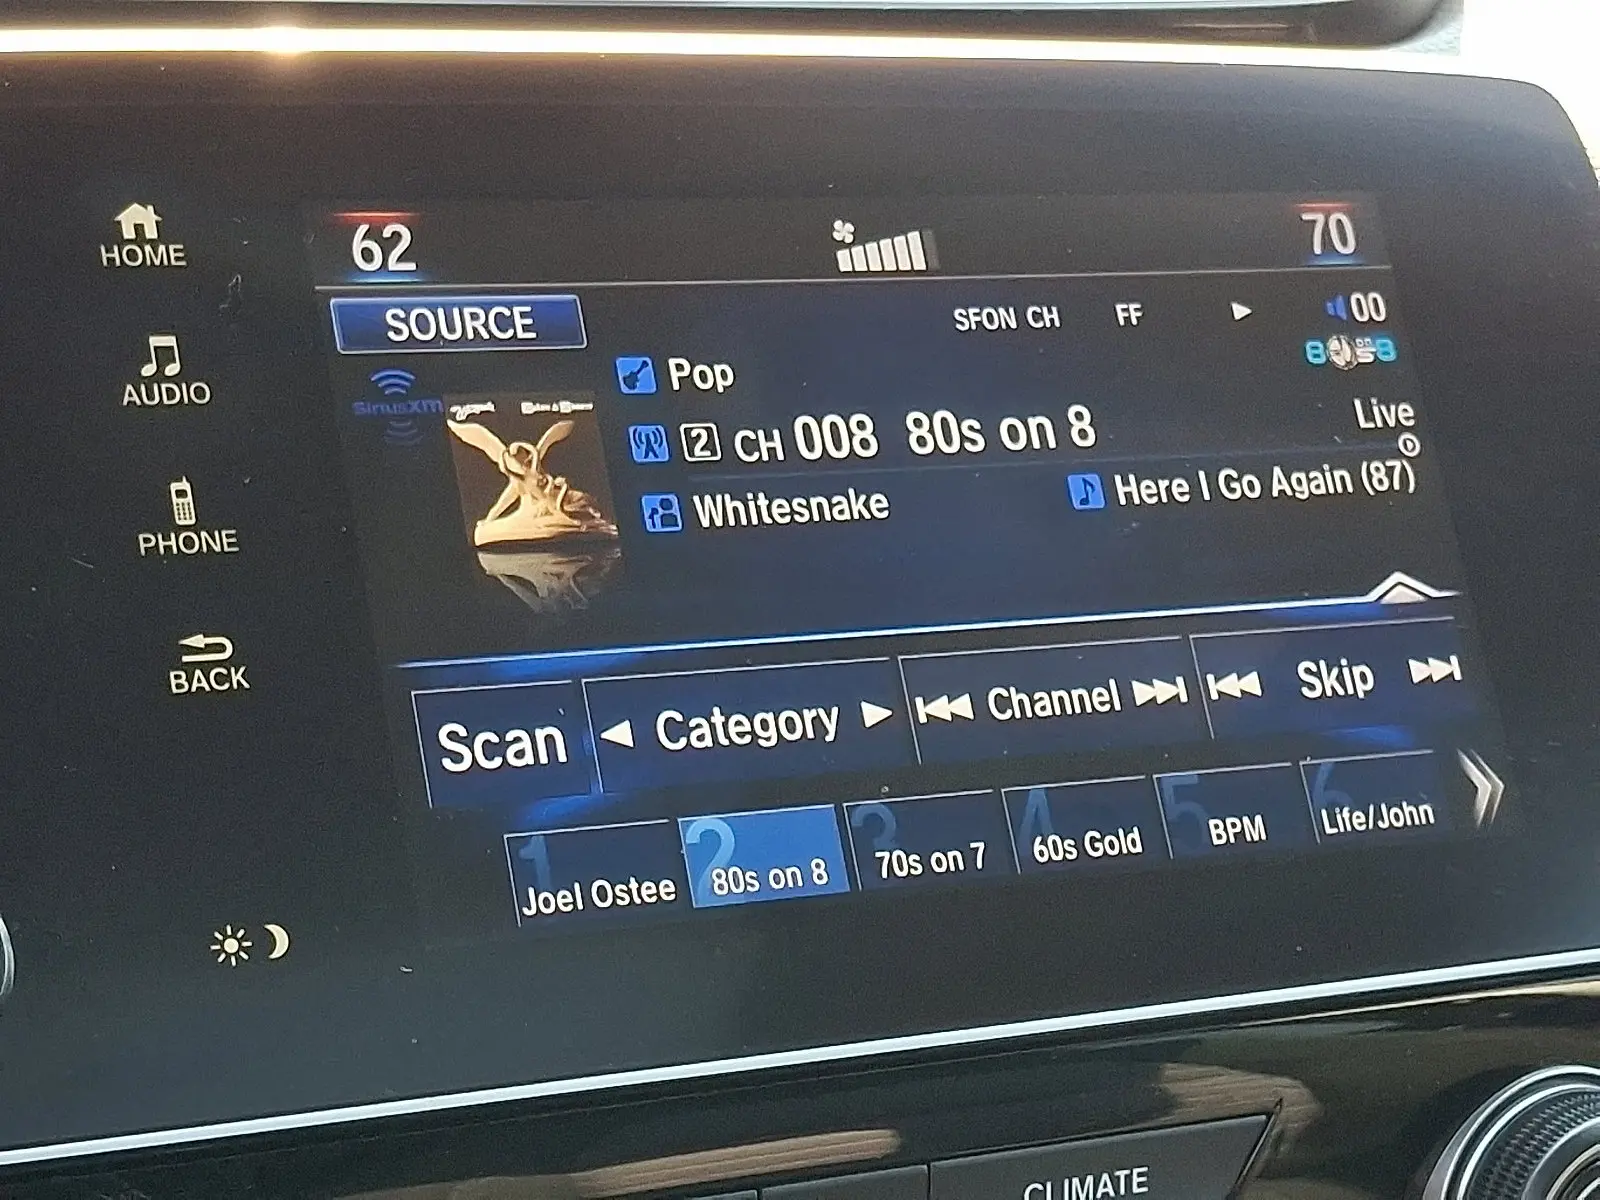 62
70
HOME
SOURCE
SFON CH
FF
00
AUDIO
SiriusXM
Pop
2 CH 008 80s on 8
Live
Whitesnake
Here I Go Again (87)
PHONE
BACK
Scan
Category
Channel
Skip
1 Joel Ostee
2 80s on 8
3 70s on 7
4 60s Gold
5 BPM
6 Life/John
CLIMATE